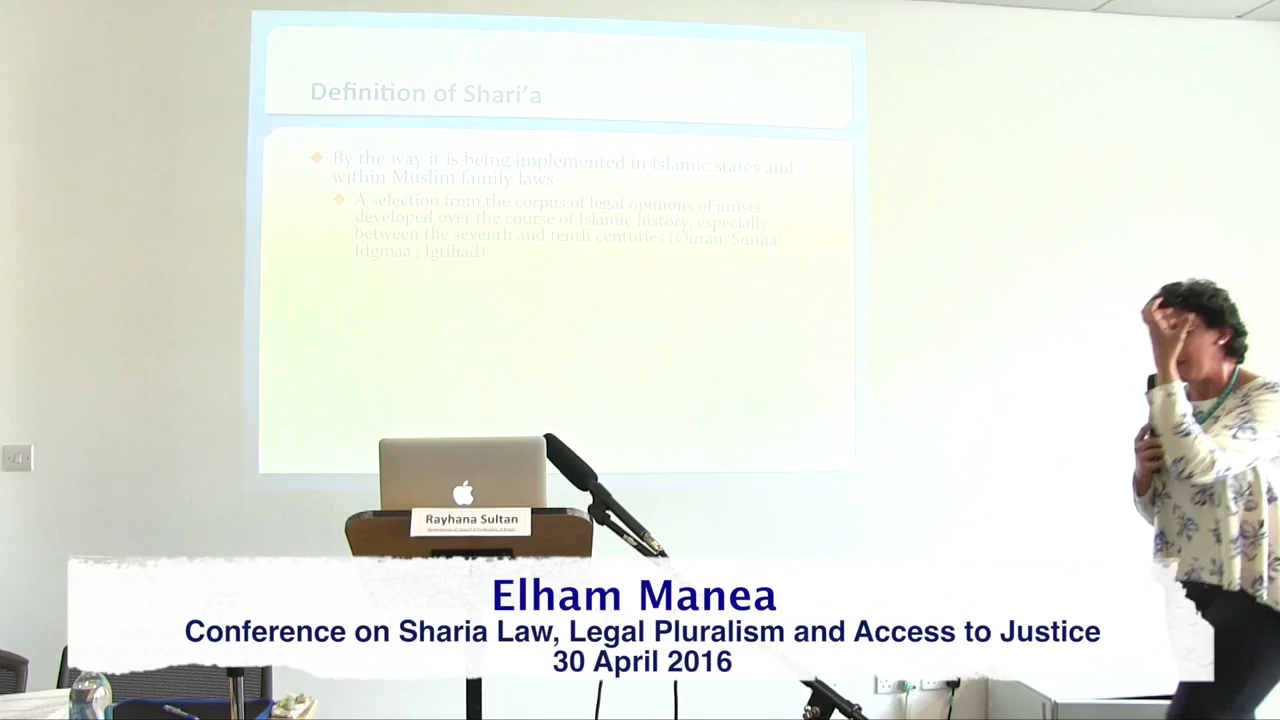 Definition of Shari'a
By the way it is being implemented in Islamic states and
within Muslim family laws
A selection from the corpus of legal opinions of jurists
developed over the course of Islamic history, especially
between the seventh and tenth centuries (Quran; Sunna;
Idgmaa'; Igtihad)
Rayhana Sultan
Elham Manea
Conference on Sharia Law, Legal Pluralism and Access to Justice
30 April 2016